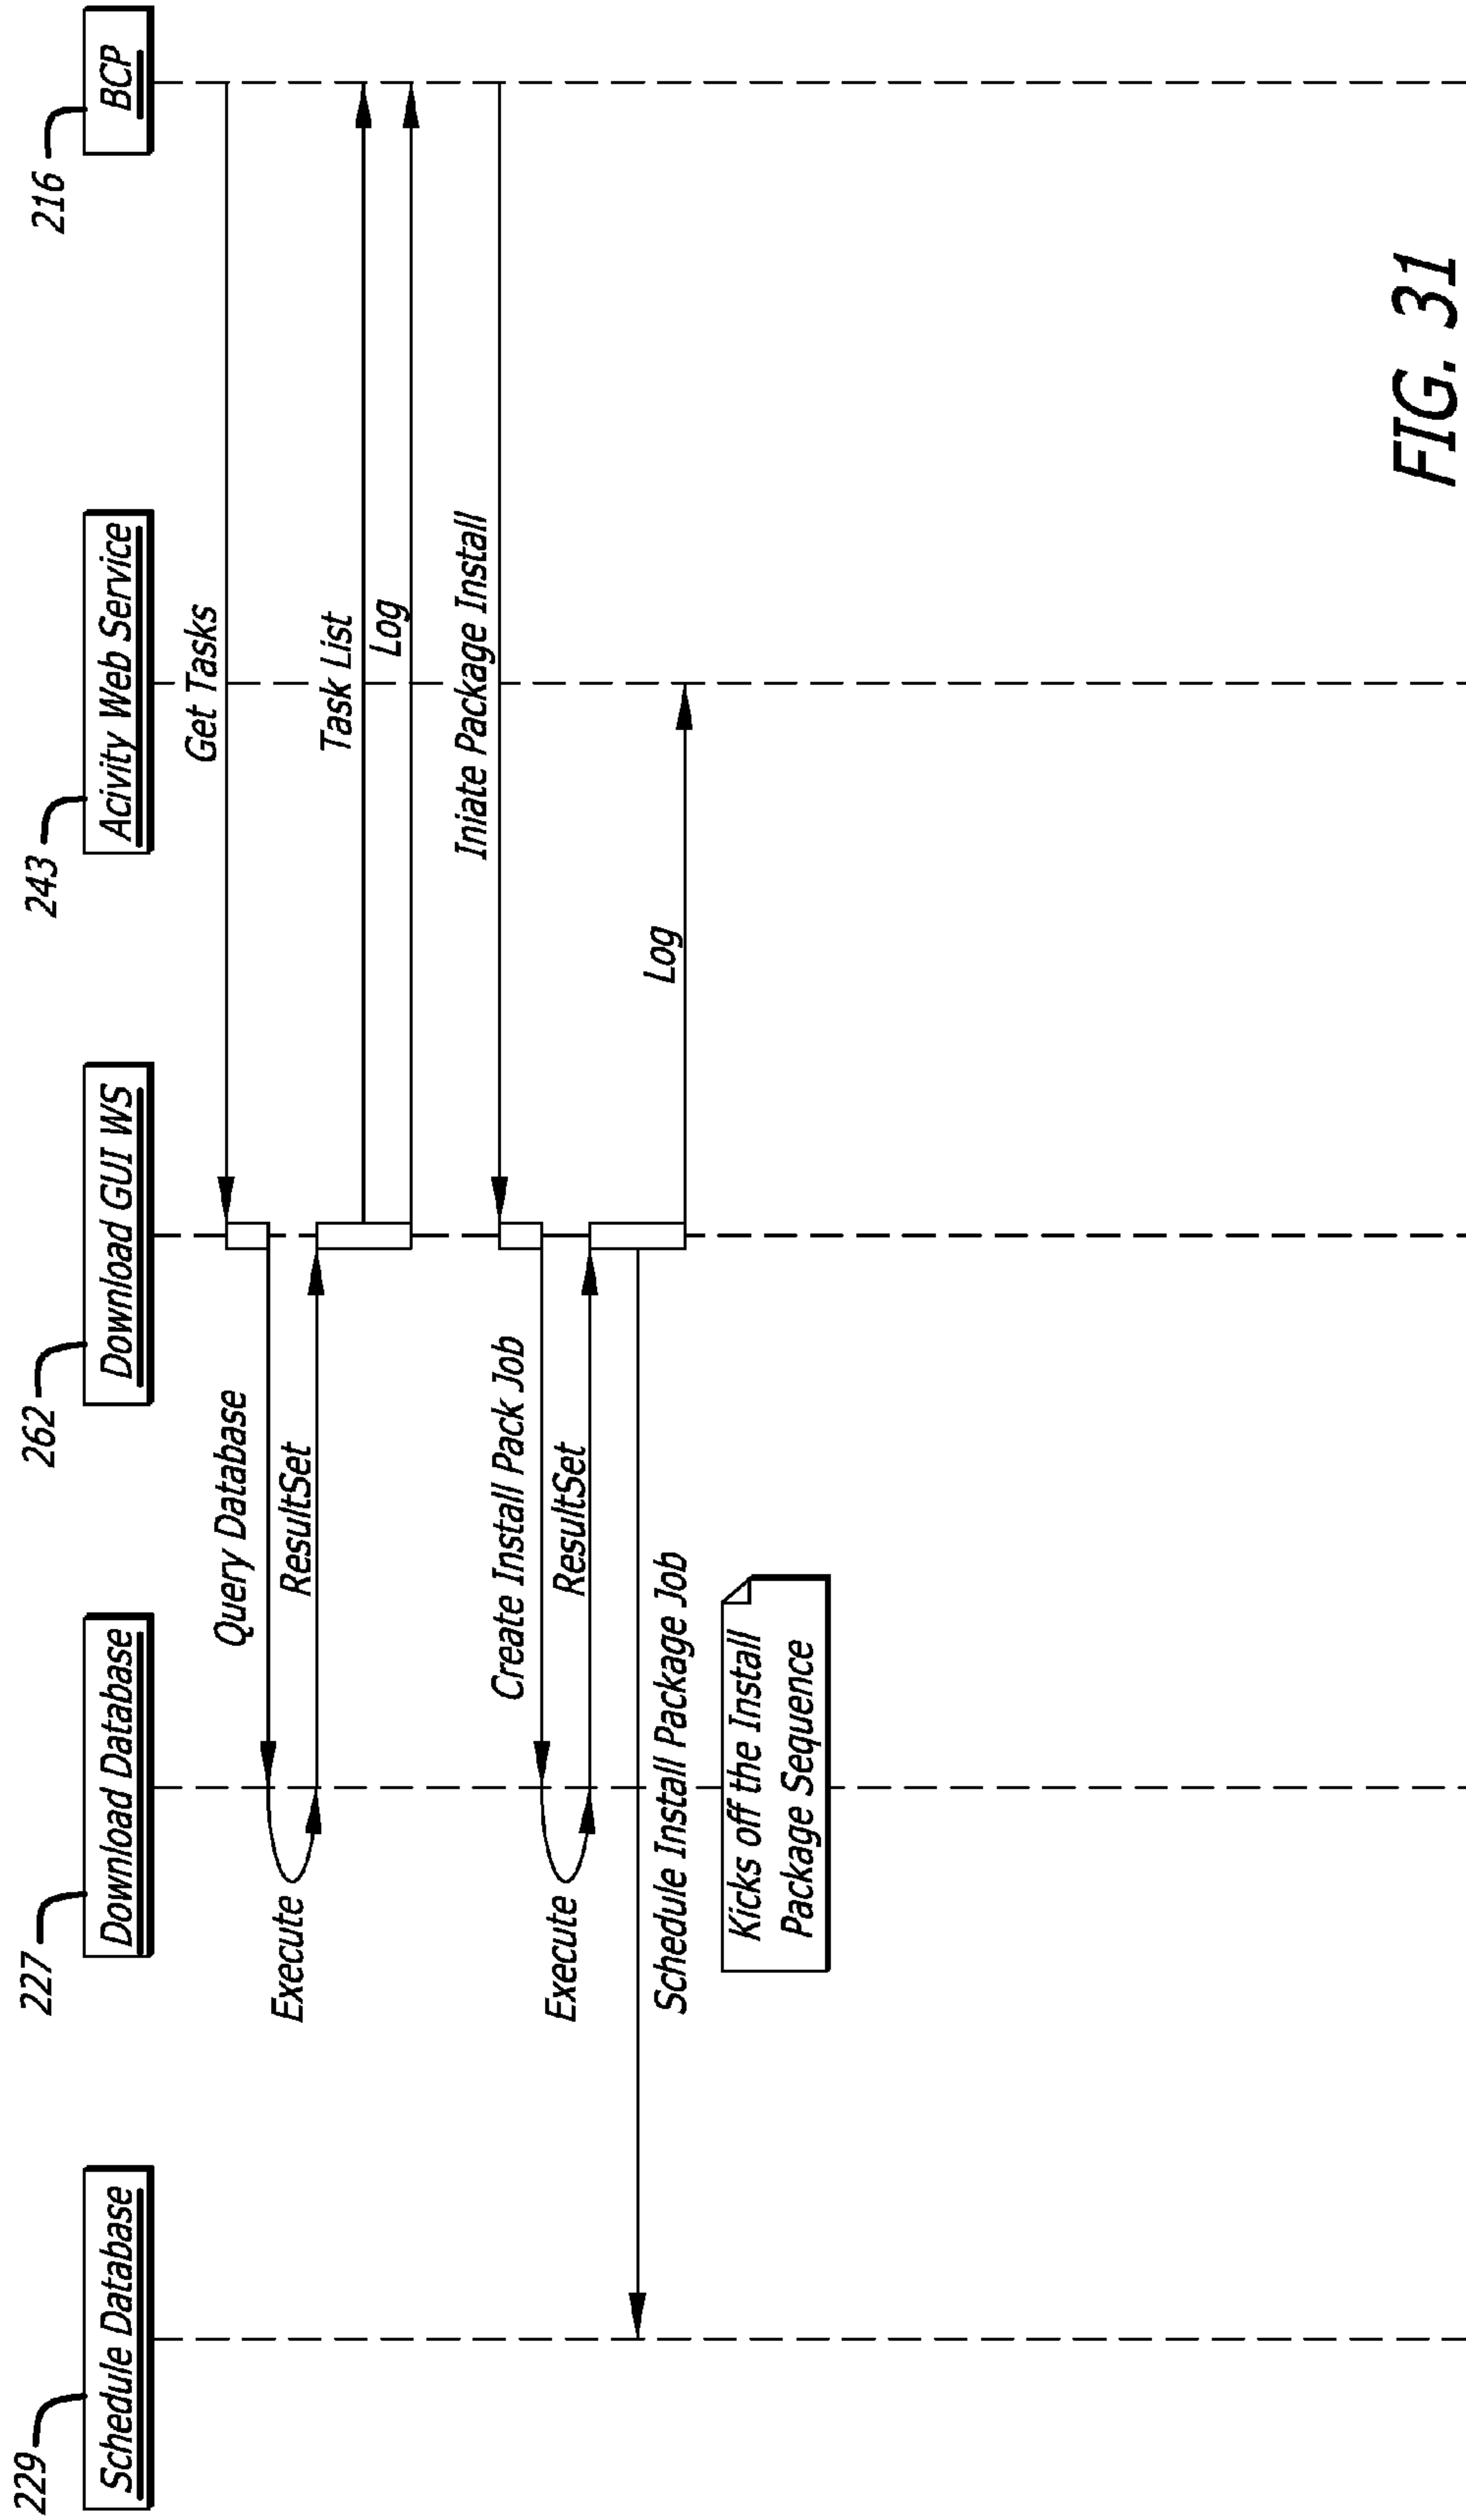 229
227
262
243
216
Schedule Database
Download Database
Download GUI WS
Acivity Web Service
BCP
Get Tasks
Query Database
Execute
ResultSet
Task List
Log
Iniate Package Install
Create Install Pack Job
Execute
ResultSet
Schedule Install Package Job
Log
Kicks off the Install
Package Sequence
FIG. 31